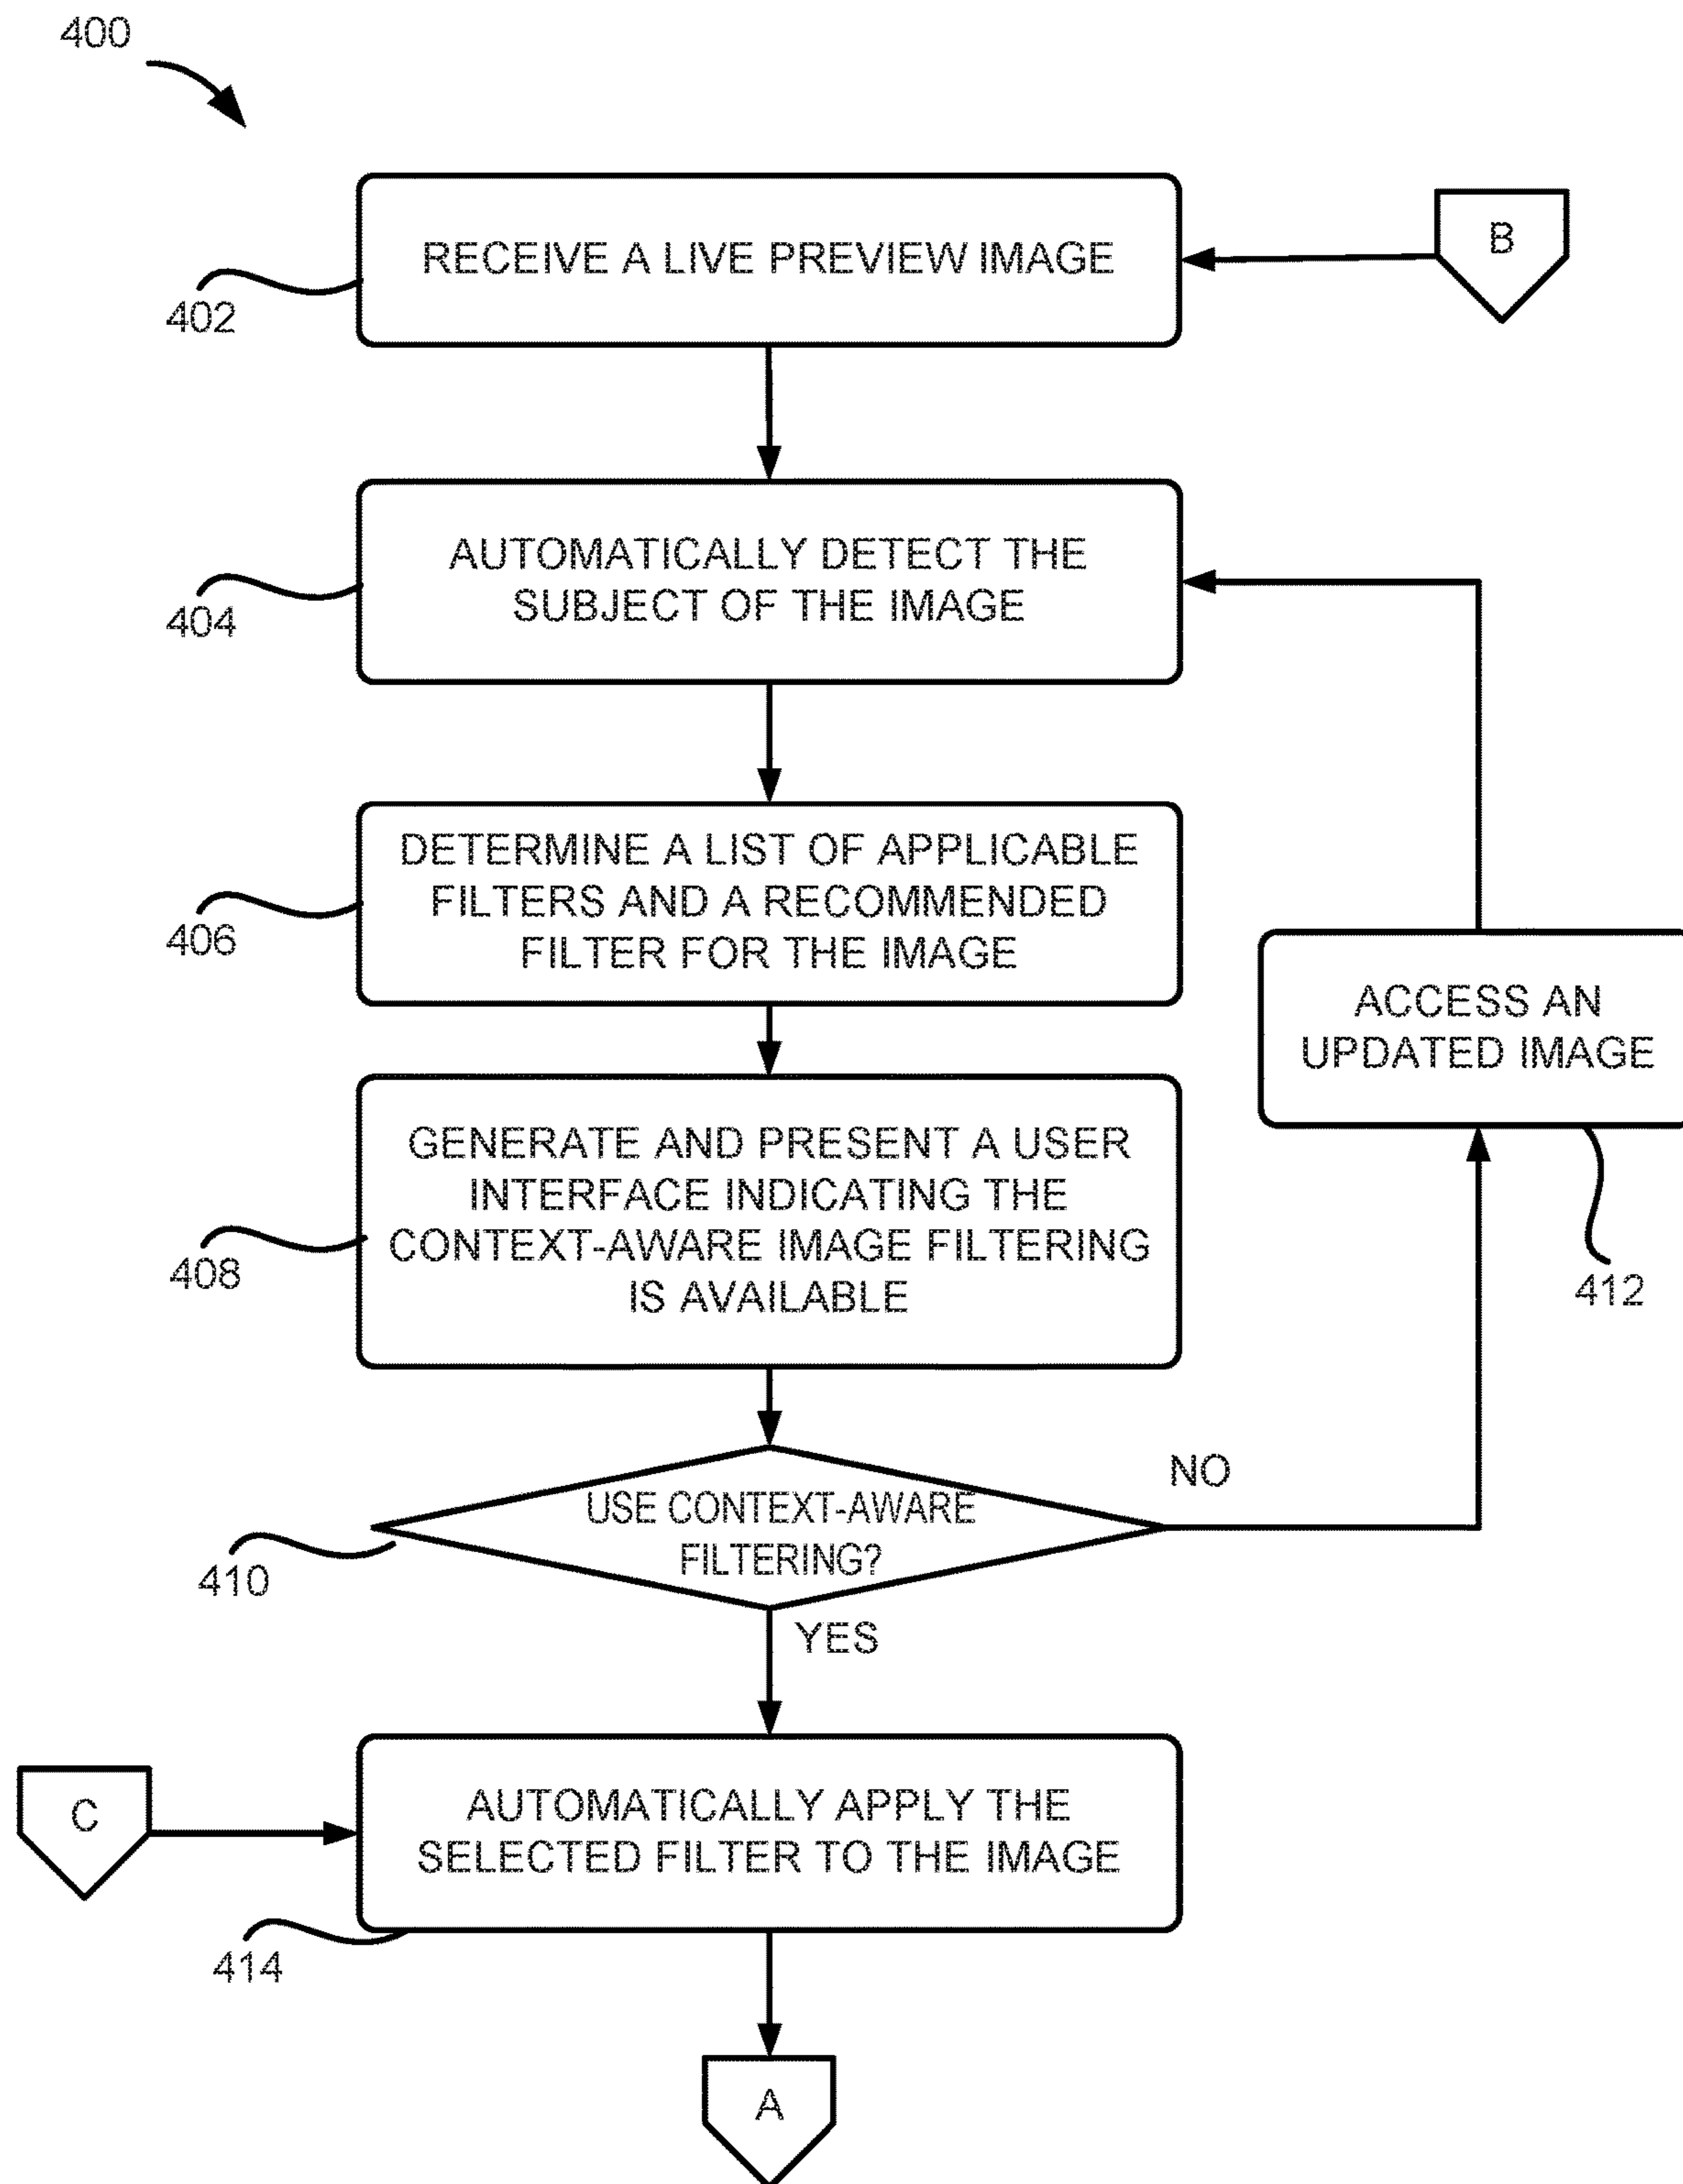 400
RECEIVE A LIVE PREVIEW IMAGE
B
402
AUTOMATICALLY DETECT THE
SUBJECT OF THE IMAGE
404
DETERMINE A LIST OF APPLICABLE
FILTERS AND A RECOMMENDED
FILTER FOR THE IMAGE
406
ACCESS AN
UPDATED IMAGE
412
GENERATE AND PRESENT A USER
INTERFACE INDICATING THE
CONTEXT-AWARE IMAGE FILTERING
IS AVAILABLE
408
USE CONTEXT-AWARE
FILTERING?
NO
410
YES
C
AUTOMATICALLY APPLY THE
SELECTED FILTER TO THE IMAGE
414
A